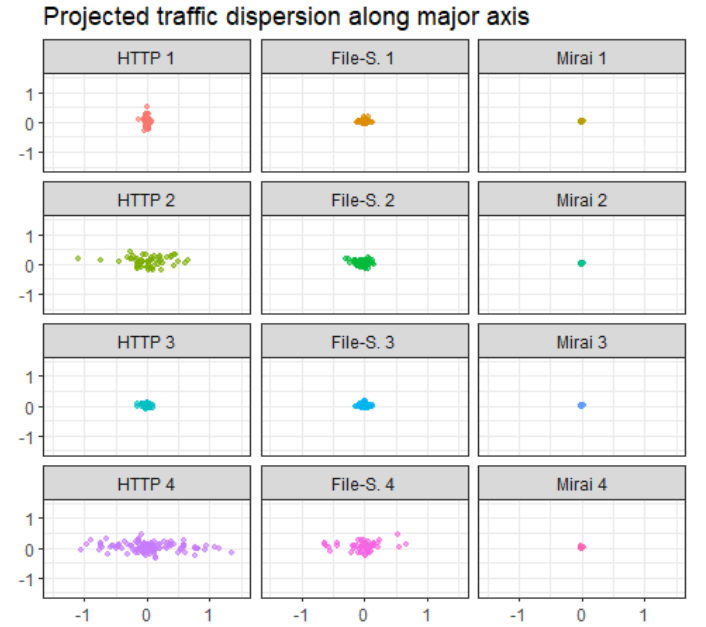 Projected traffic dispersion along major axis
HTTP 1 File-S. 1 Mirai 1
1
0
-1
HTTP 2 File-S. 2 Mirai 2
1
0
-1
HTTP 3 File-S. 3 Mirai 3
1
0
-1
HTTP 4 File-S. 4 Mirai 4
1
0
-1
-1 0 1 -1 0 1 -1 0 1